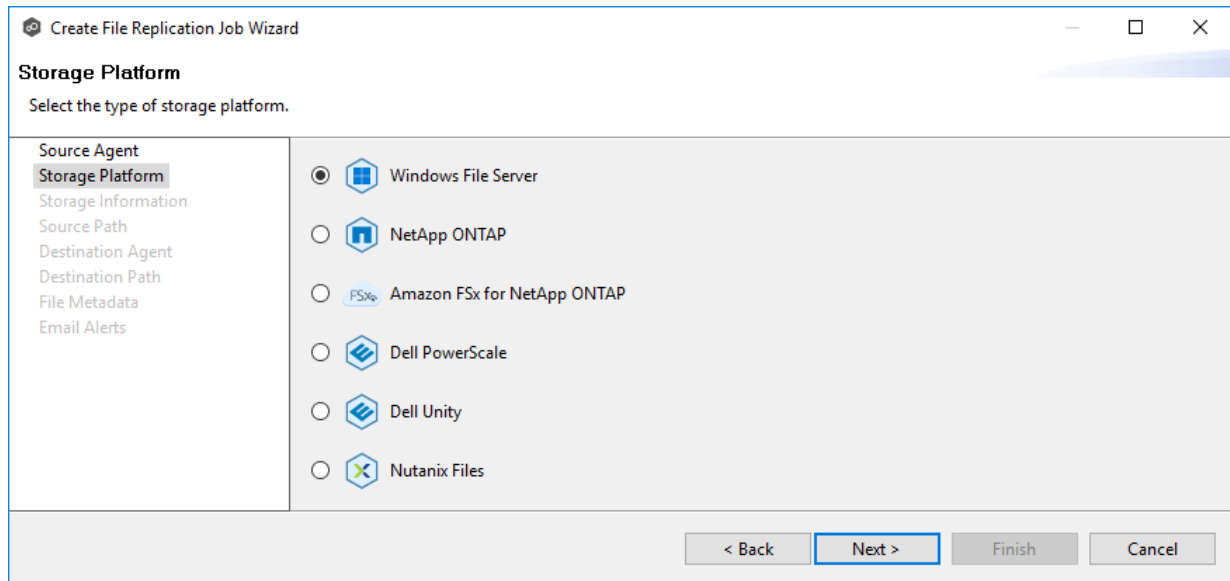 Create File Replication Job Wizard
Storage Platform
Select the type of storage platform.
Source Agent
Storage Platform
Storage Information
Source Path
Destination Agent
Destination Path
File Metadata
Email Alerts
Windows File Server
NetApp ONTAP
FSx Amazon FSx for NetApp ONTAP
Dell PowerScale
Dell Unity
Nutanix Files
< Back Next > Finish Cancel